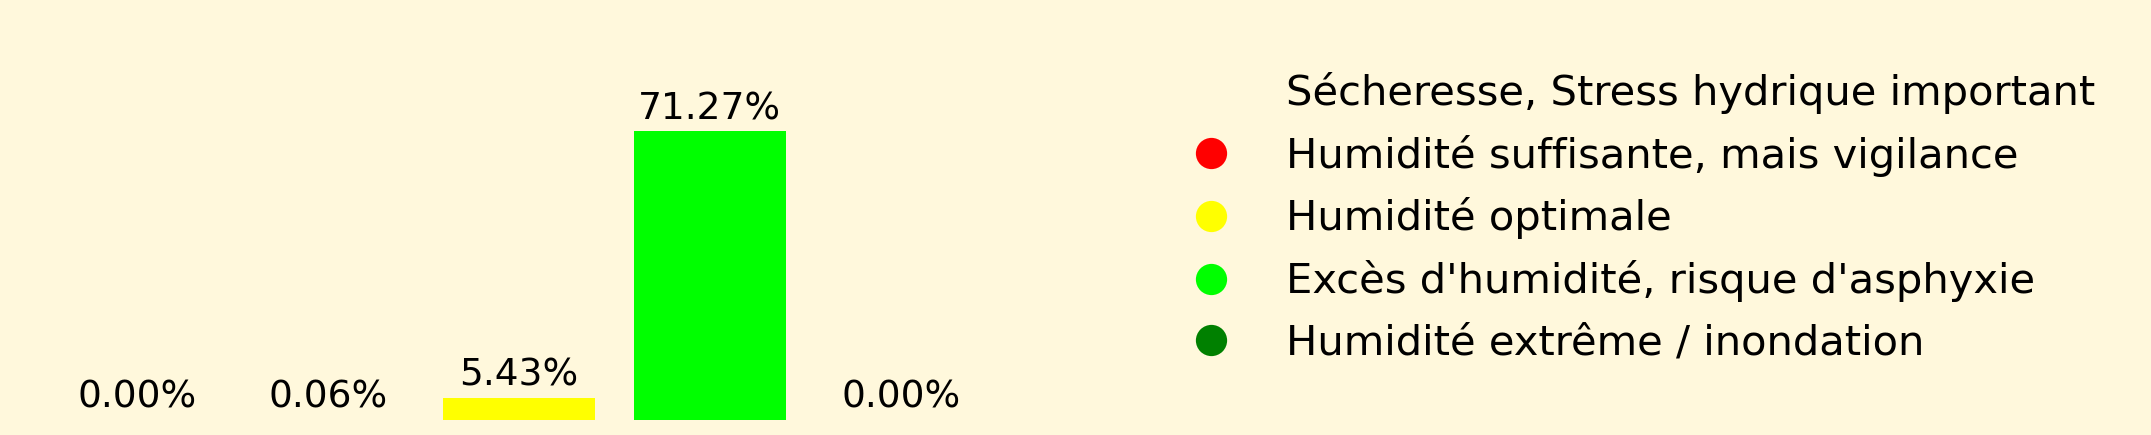 71.27%
5.43%
0.00%
0.06%
0.00%
Sécheresse, Stress hydrique important
Humidité suffisante, mais vigilance
Humidité optimale
Excès d'humidité, risque d'asphyxie
Humidité extrême / inondation